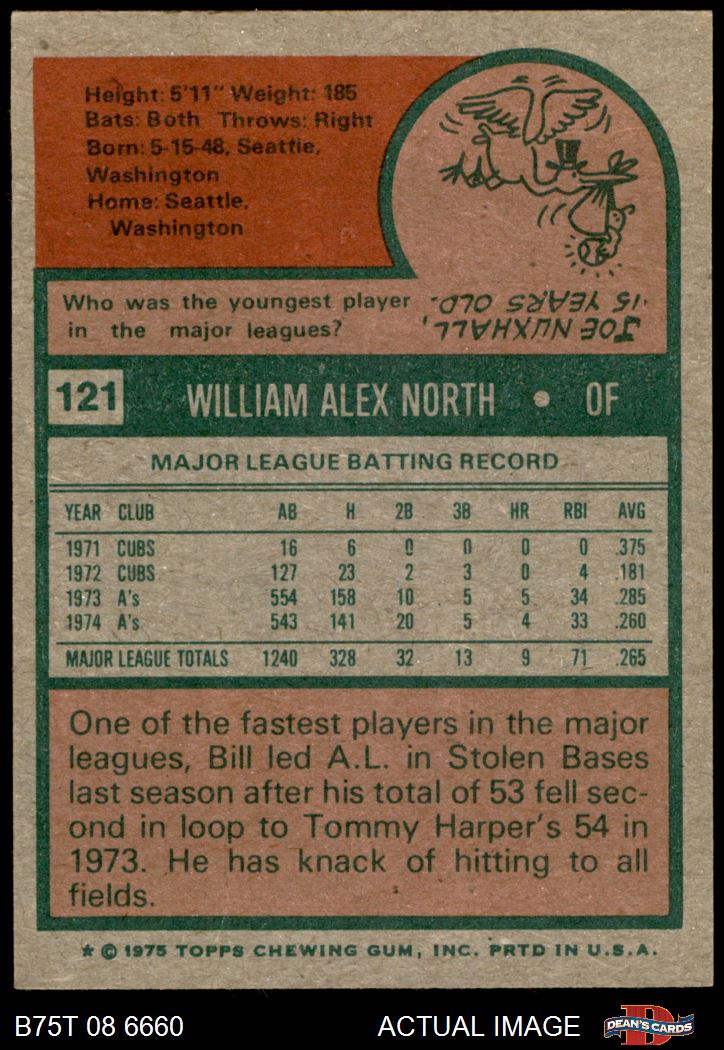 Height: 5'11" Weight: 185
Bats: Both Throws: Right
Born: 5-15-48, Seattle,
Washington
Home: Seattle,
Washington
Who was the youngest player
in the major leagues?
JOE NUXHALL,
15 YEARS OLD.
121 WILLIAM ALEX NORTH • OF
MAJOR LEAGUE BATTING RECORD
YEAR CLUB AB H 2B 3B HR RBI AVG
1971 CUBS 16 6 0 0 0 0 .375
1972 CUBS 127 23 2 3 0 4 .181
1973 A's 554 158 10 5 5 34 .285
1974 A's 543 141 20 5 4 33 .260
MAJOR LEAGUE TOTALS 1240 328 32 13 9 71 .265
One of the fastest players in the major
leagues, Bill led A.L. in Stolen Bases
last season after his total of 53 fell sec-
ond in loop to Tommy Harper's 54 in
1973. He has knack of hitting to all
fields.
* © 1975 TOPPS CHEWING GUM, INC. PRTD IN U.S.A.
B75T 08 6660 ACTUAL IMAGE DEAN'S CARDS